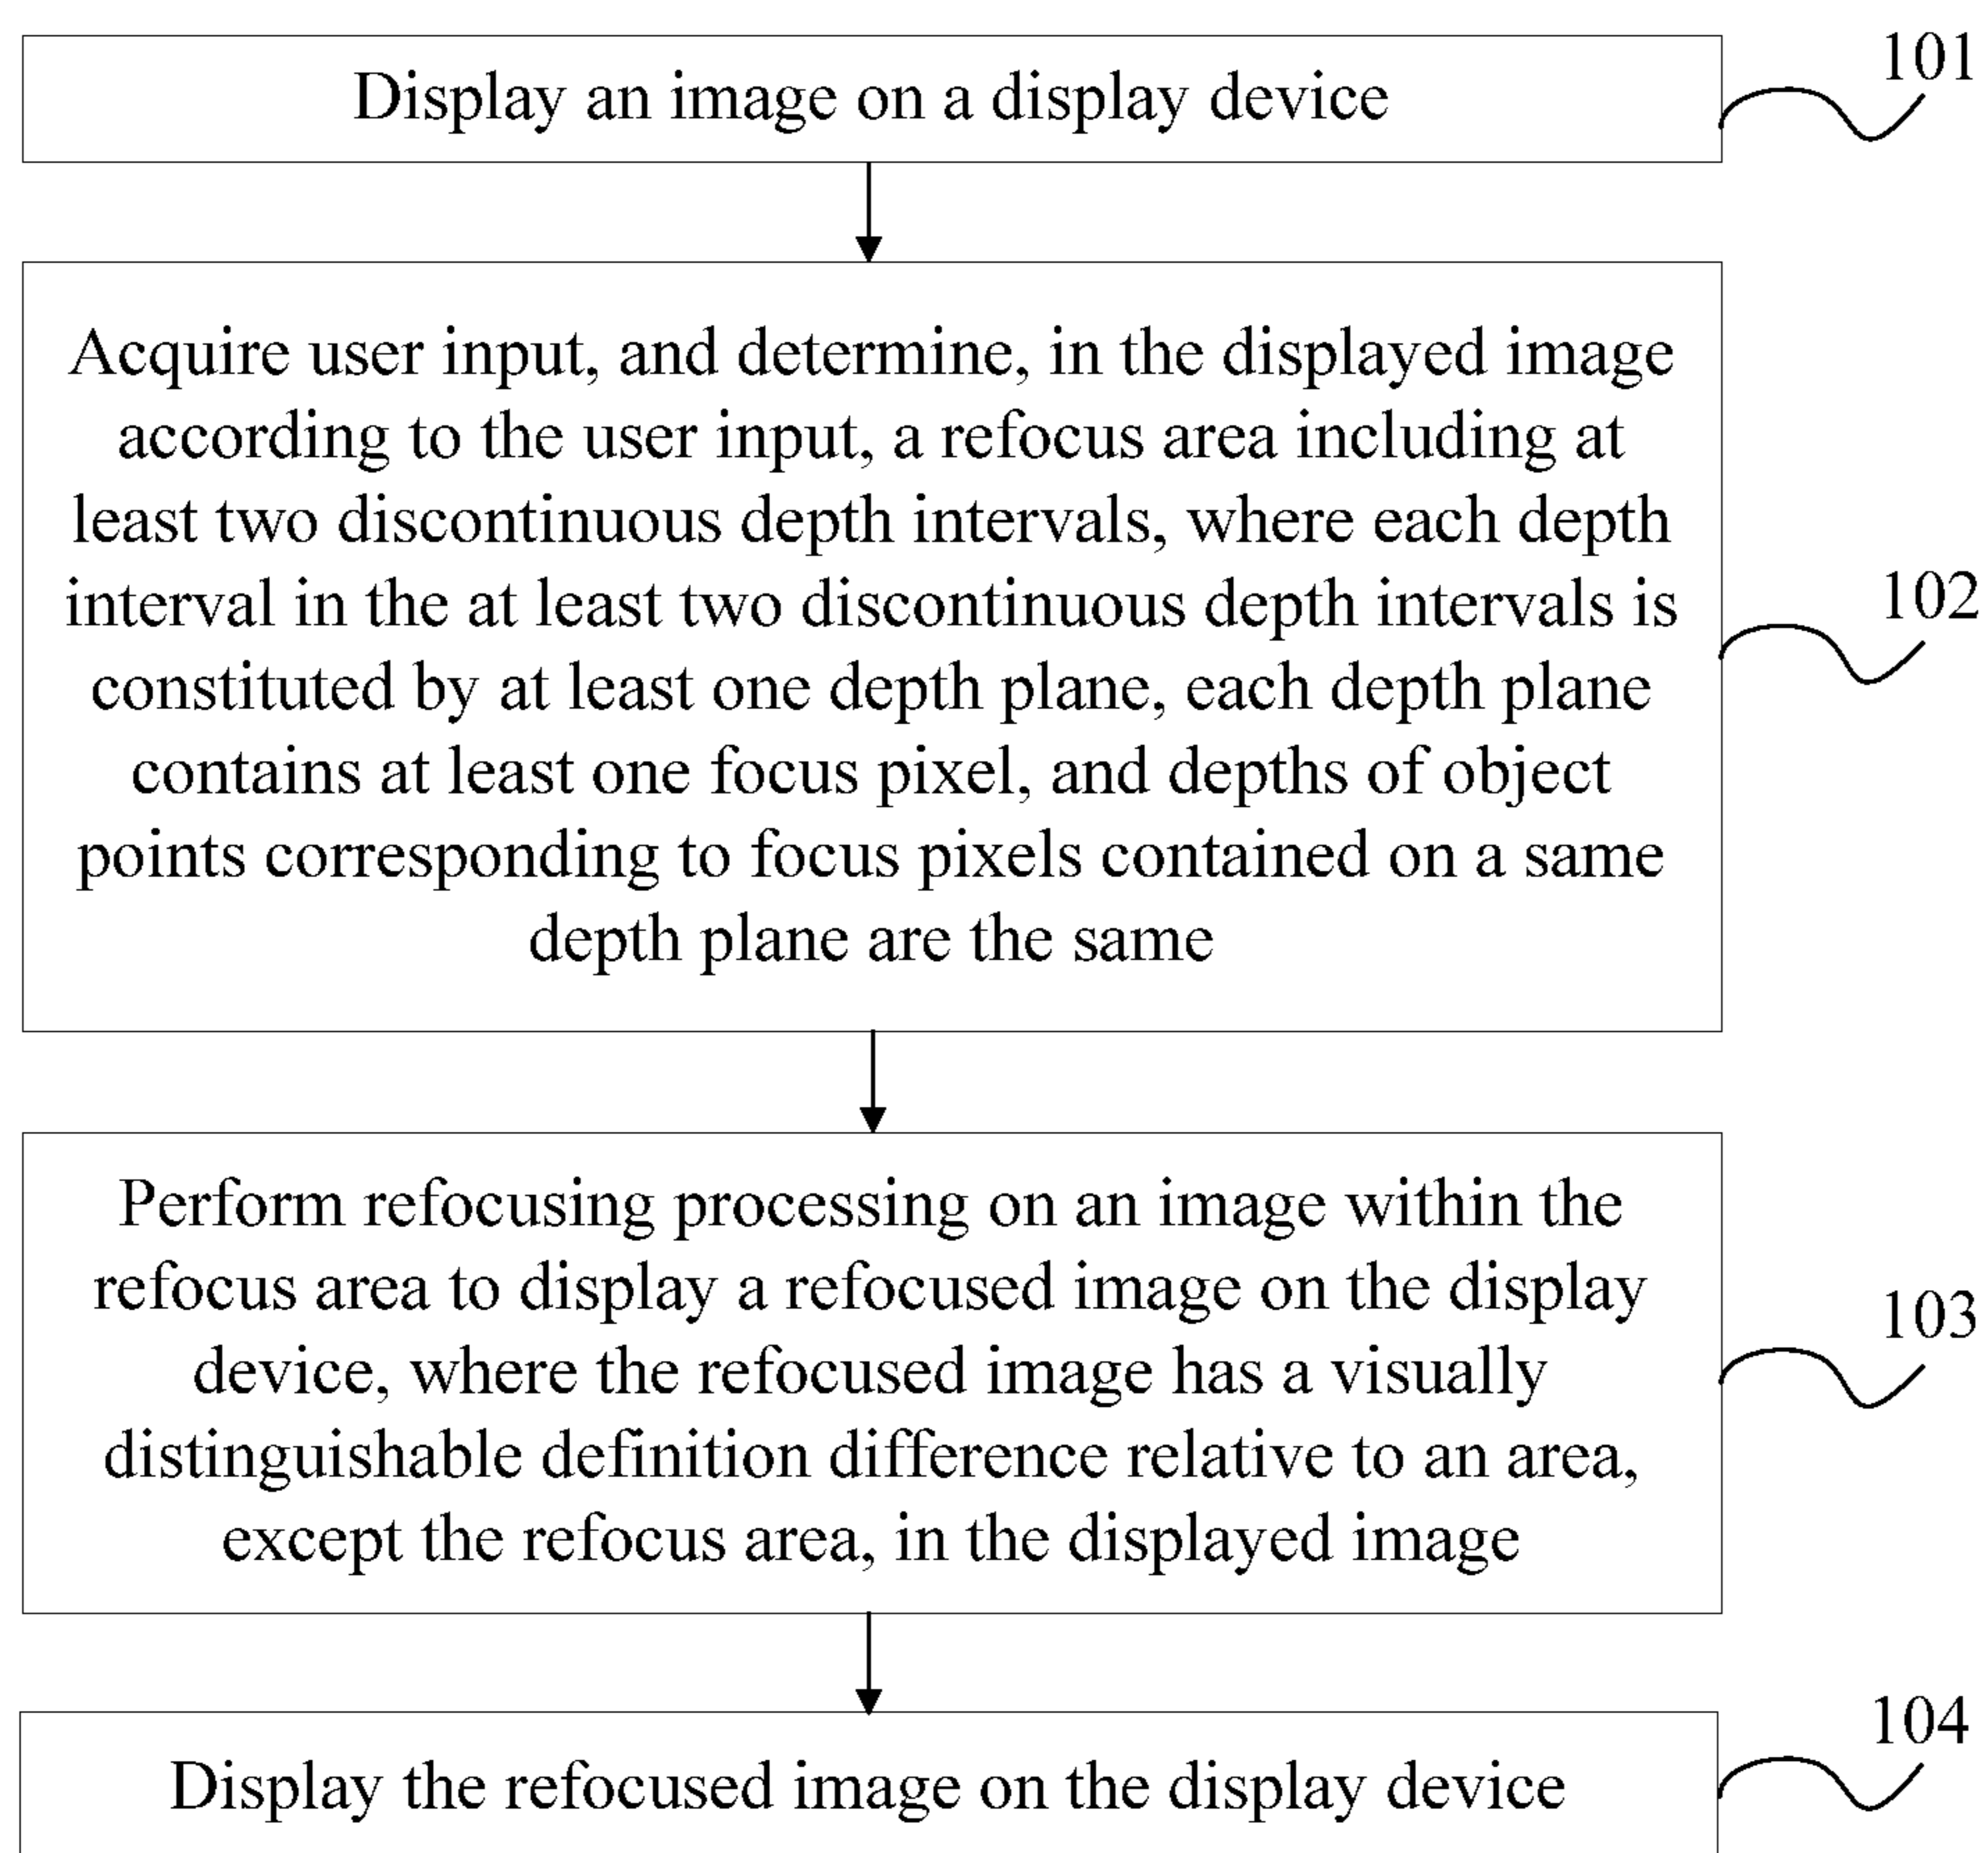 Display an image on a display device
101
Acquire user input, and determine, in the displayed image
according to the user input, a refocus area including at
least two discontinuous depth intervals, where each depth
interval in the at least two discontinuous depth intervals is
constituted by at least one depth plane, each depth plane
contains at least one focus pixel, and depths of object
points corresponding to focus pixels contained on a same
depth plane are the same
102
Perform refocusing processing on an image within the
refocus area to display a refocused image on the display
device, where the refocused image has a visually
distinguishable definition difference relative to an area,
except the refocus area, in the displayed image
103
Display the refocused image on the display device
104